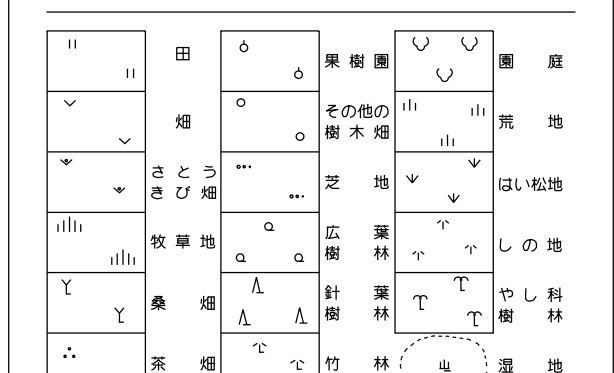 田
畑
さとう
きび畑
牧草地
桑畑
茶畑
果樹園
その他の
樹木畑
芝地
広葉
樹林
針葉
樹林
竹林
園庭
荒地
はい松地
しの地
やし科
樹林
湿地